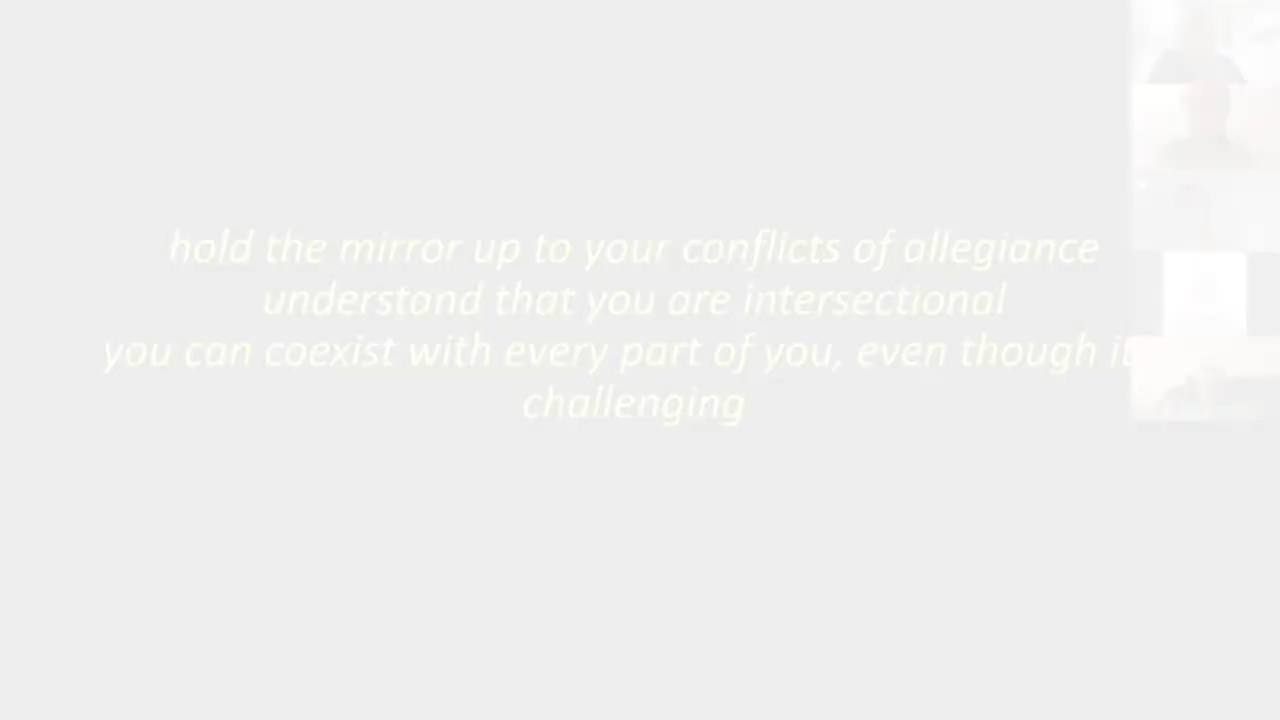 hold the mirror up to your conflicts of allegiance
understand that you are intersectional
you can coexist with every part of you, even though it
challenging